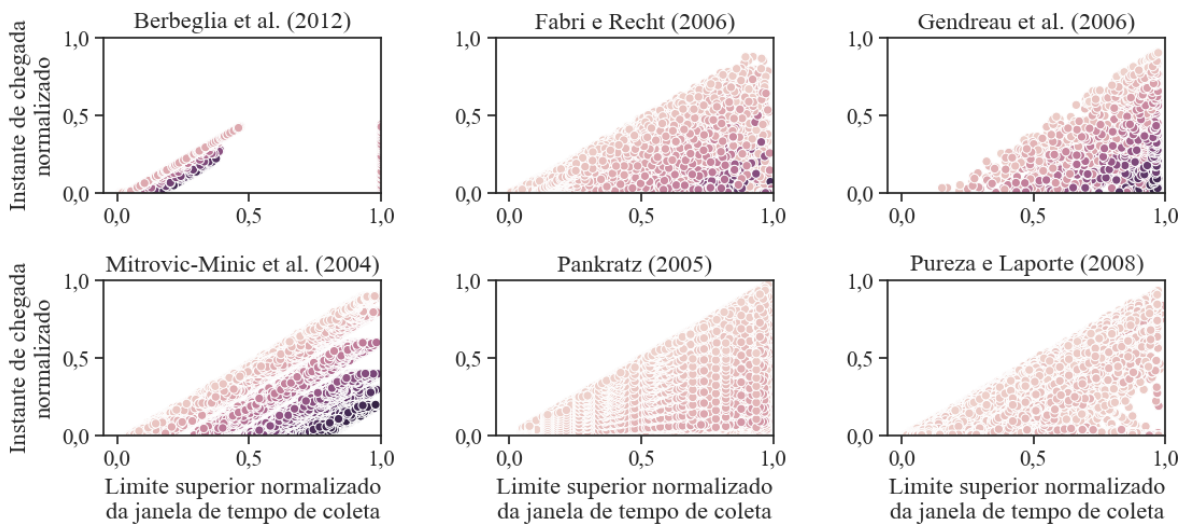 Berbeglia et al. (2012)
Fabri e Recht (2006)
Gendreau et al. (2006)
Instante de chegada
normalizado
1,0
0,5
0,0
0,0
0,5
1,0
1,0
0,5
0,0
0,0
0,5
1,0
1,0
0,5
0,0
0,0
0,5
1,0
Mitrovic-Minic et al. (2004)
Pankratz (2005)
Pureza e Laporte (2008)
Instante de chegada
normalizado
1,0
0,5
0,0
0,0
0,5
1,0
1,0
0,5
0,0
0,0
0,5
1,0
1,0
0,5
0,0
0,0
0,5
1,0
Limite superior normalizado
da janela de tempo de coleta
Limite superior normalizado
da janela de tempo de coleta
Limite superior normalizado
da janela de tempo de coleta